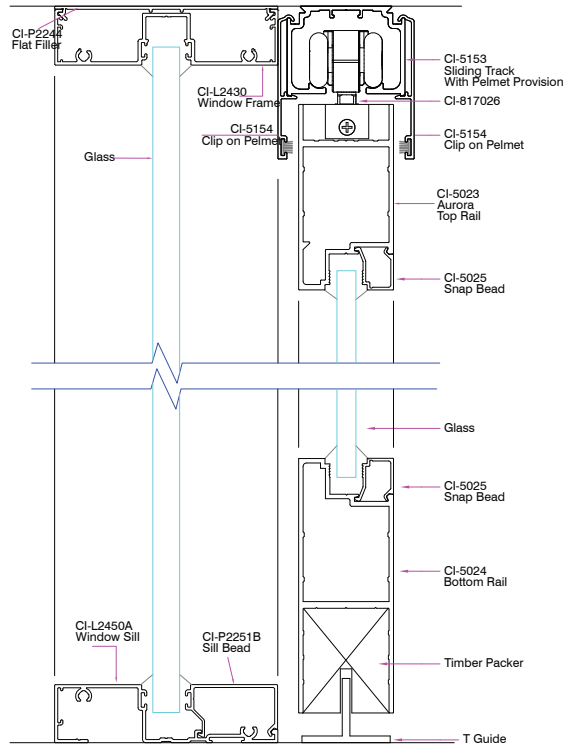 CI-P2244
Flat Filler
CI-L2430
Window Frame
CI-5154
Clip on Pelmet
Glass
CI-5153
Sliding Track
With Pelmet Provision
CI-817026
CI-5154
Clip on Pelmet
CI-5023
Aurora
Top Rail
CI-5025
Snap Bead
Glass
CI-5025
Snap Bead
CI-5024
Bottom Rail
CI-L2450A
Window Sill
CI-P2251B
Sill Bead
Timber Packer
T Guide